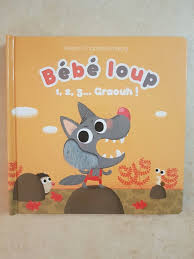 Bébé loup
1, 2, 3... Graouh !